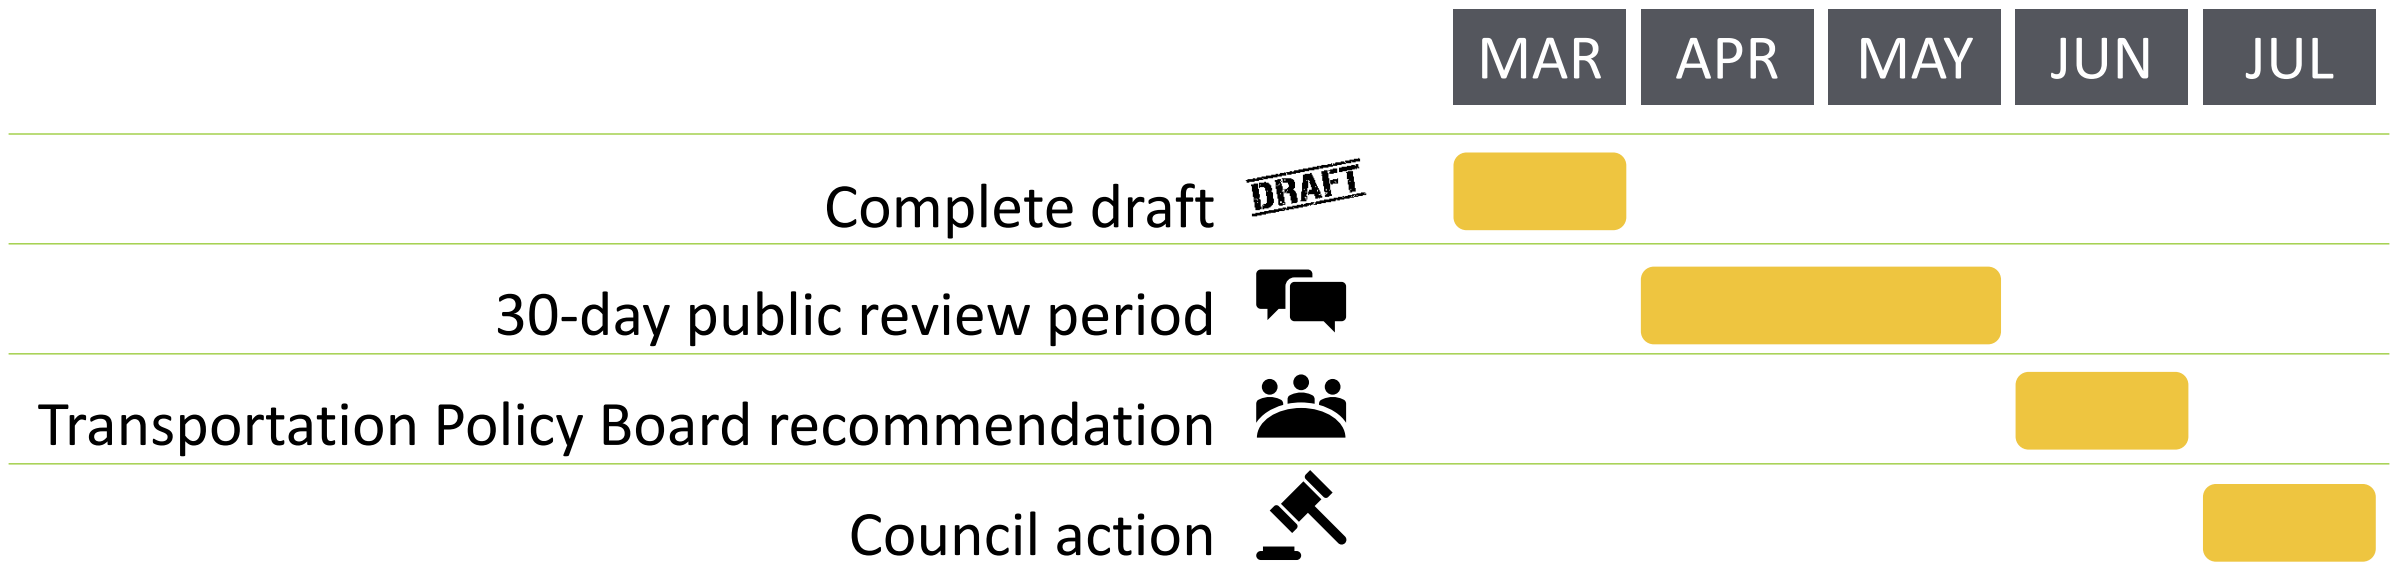 MAR APR MAY JUN JUL
Complete draft DRAFT
30-day public review period
Transportation Policy Board recommendation
Council action